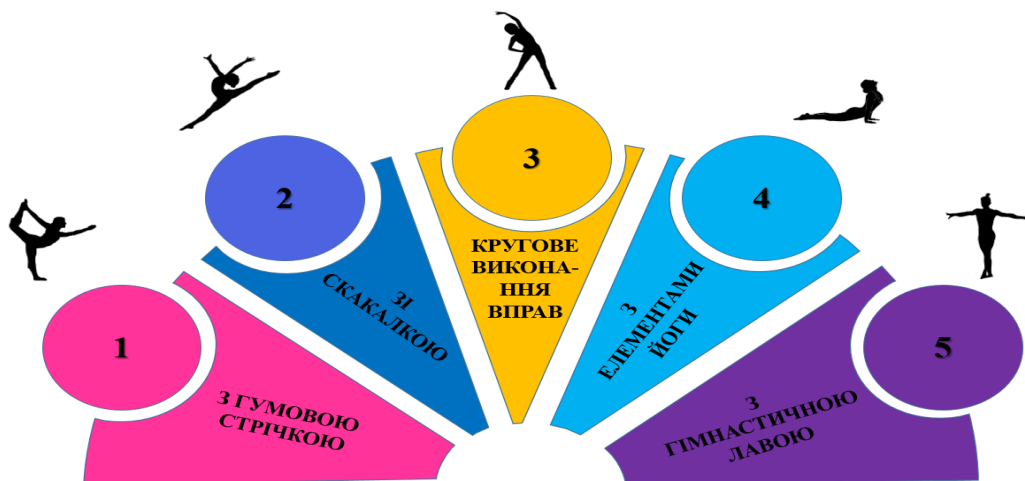 1
З ГУМОВОЮ
СТРІЧКОЮ
2
ЗІ
СКАКАЛКОЮ
3
КРУГОВЕ
ВИКОНА-
ННЯ
ВПРАВ
4
З
ЕЛЕМЕНТАМИ
ЙОГИ
5
З
ГІМНАСТИЧНОЮ
ЛАВОЮ